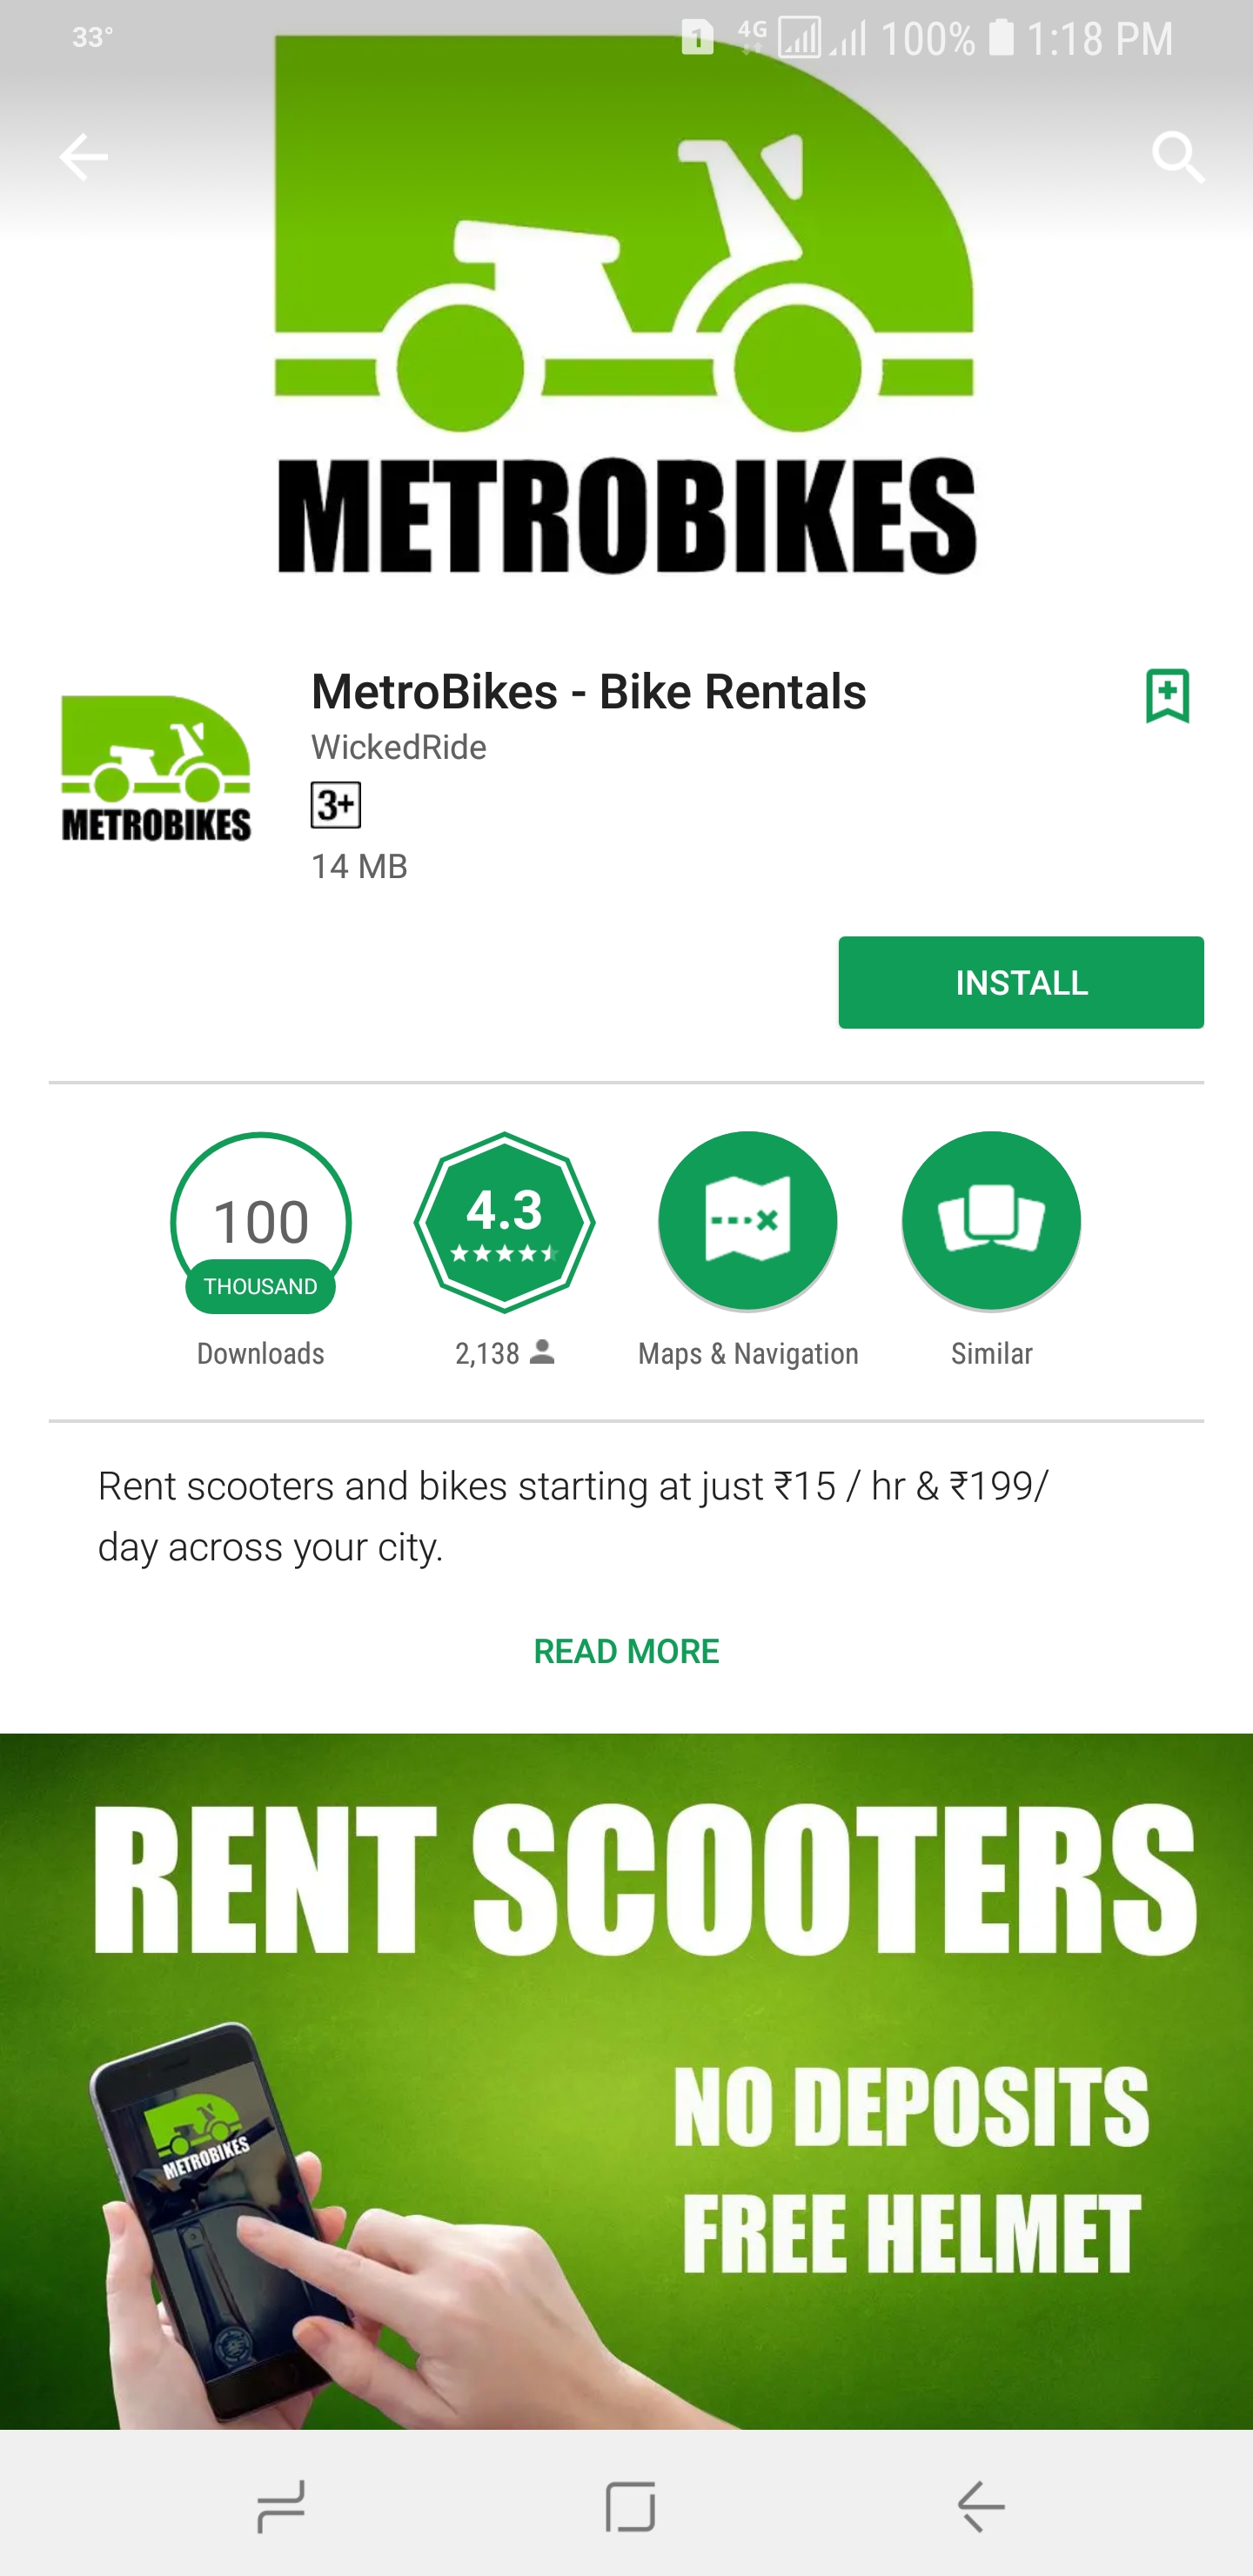 33°
1 4G 100% 1:18 PM
METROBIKES
MetroBikes - Bike Rentals
WickedRide
3+
14 MB
METROBIKES
INSTALL
100
THOUSAND
Downloads
4.3
2,138
Maps & Navigation
Similar
Rent scooters and bikes starting at just ₹15 / hr & ₹199/
day across your city.
READ MORE
RENT SCOOTERS
NO DEPOSITS
FREE HELMET
METROBIKES